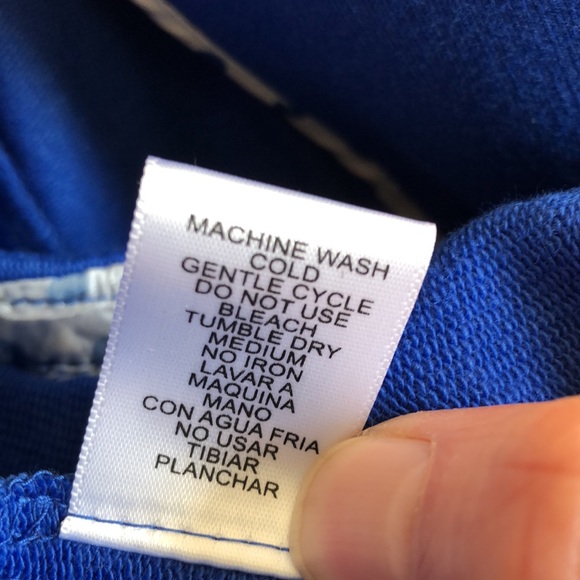 MACHINE WASH
COLD
GENTLE CYCLE
DO NOT USE
BLEACH
TUMBLE DRY
MEDIUM
NO IRON
LAVAR A
MAQUINA
MANO
CON AGUA FRIA
NO USAR
TIBIAR
PLANCHAR